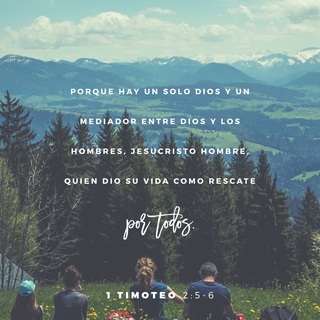 PORQUE HAY UN SOLO DIOS Y UN
MEDIADOR ENTRE DIOS Y LOS
HOMBRES, JESUCRISTO HOMBRE,
QUIEN DIO SU VIDA COMO RESCATE
por todos.
1 TIMOTEO 2:5-6